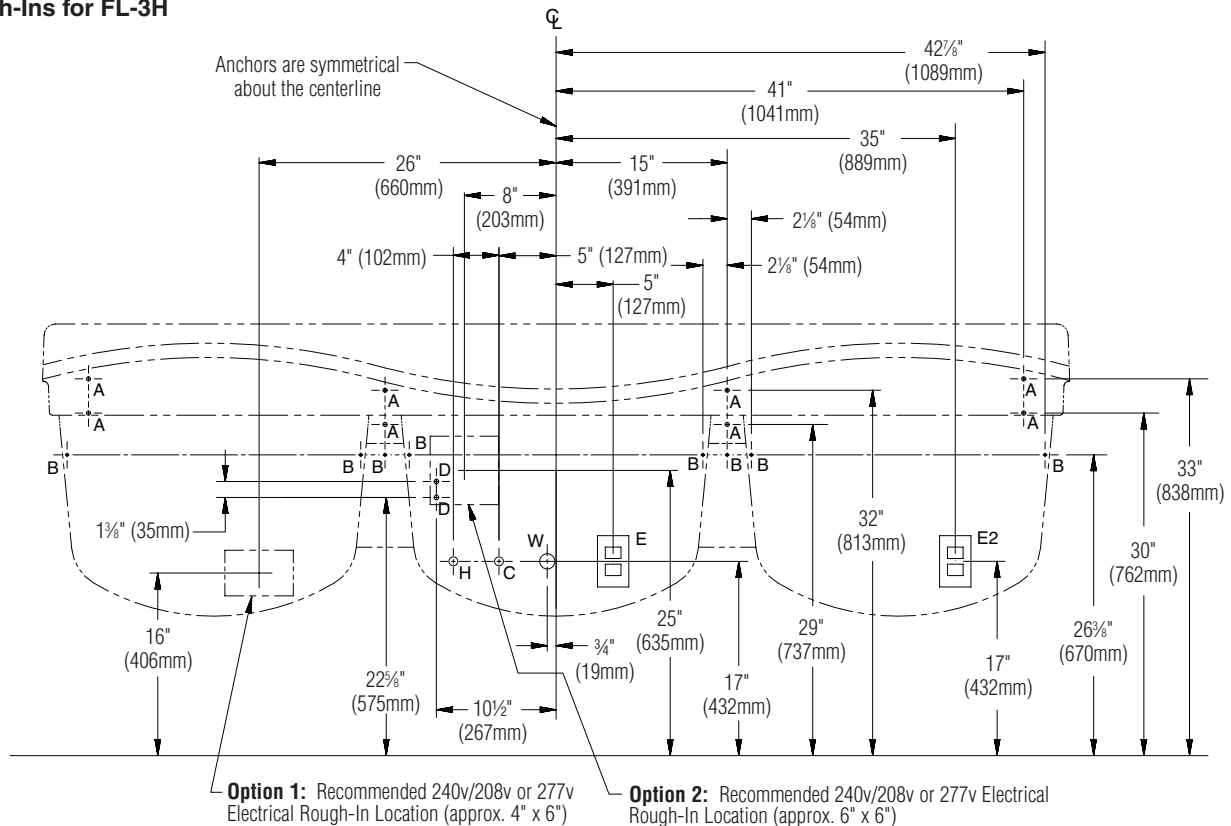 h-Ins for FL-3H
℄
Anchors are symmetrical
about the centerline
42⅞"
(1089mm)
41"
(1041mm)
35"
(889mm)
26"
(660mm)
15"
(391mm)
8"
(203mm)
2⅛" (54mm)
4" (102mm)
5" (127mm)
2⅛" (54mm)
5"
(127mm)
A
A
A
A
A
A
A
A
B
B
B
B
B
B
B
B
D
D
1⅜" (35mm)
H
C
W
E
E2
33"
(838mm)
32"
(813mm)
30"
(762mm)
16"
(406mm)
22⅝"
(575mm)
¾"
(19mm)
10½"
(267mm)
25"
(635mm)
17"
(432mm)
29"
(737mm)
17"
(432mm)
26⅜"
(670mm)
Option 1: Recommended 240v/208v or 277v
Electrical Rough-In Location (approx. 4" x 6")
Option 2: Recommended 240v/208v or 277v Electrical
Rough-In Location (approx. 6" x 6")